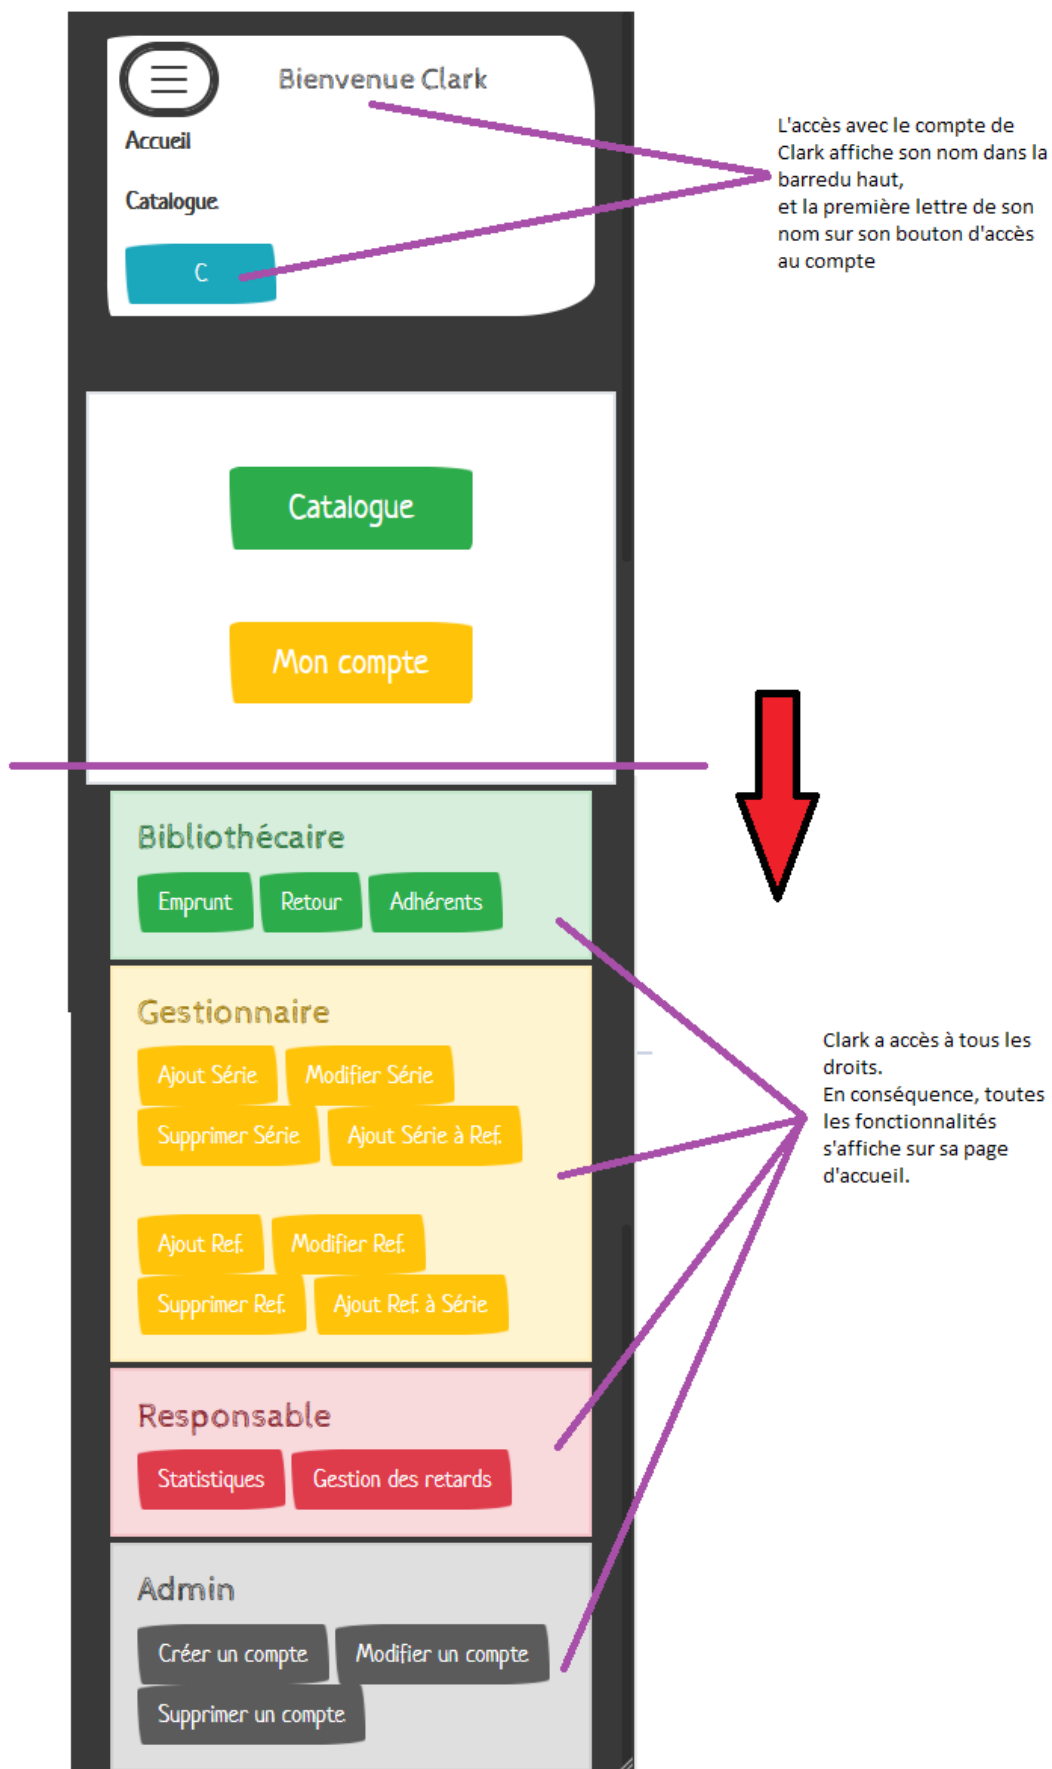 Bienvenue Clark
Accueil
Catalogue
C
L'accès avec le compte de
Clark affiche son nom dans la
barredu haut,
et la première lettre de son
nom sur son bouton d'accès
au compte
Catalogue
Mon compte
Bibliothécaire
Emprunt Retour Adhérents
Gestionnaire
Ajout Série Modifier Série
Supprimer Série Ajout Série à Ref.
Ajout Ref. Modifier Ref.
Supprimer Ref. Ajout Ref. à Série
Clark a accès à tous les
droits.
En conséquence, toutes
les fonctionnalités
s'affiche sur sa page
d'accueil.
Responsable
Statistiques Gestion des retards
Admin
Créer un compte Modifier un compte
Supprimer un compte